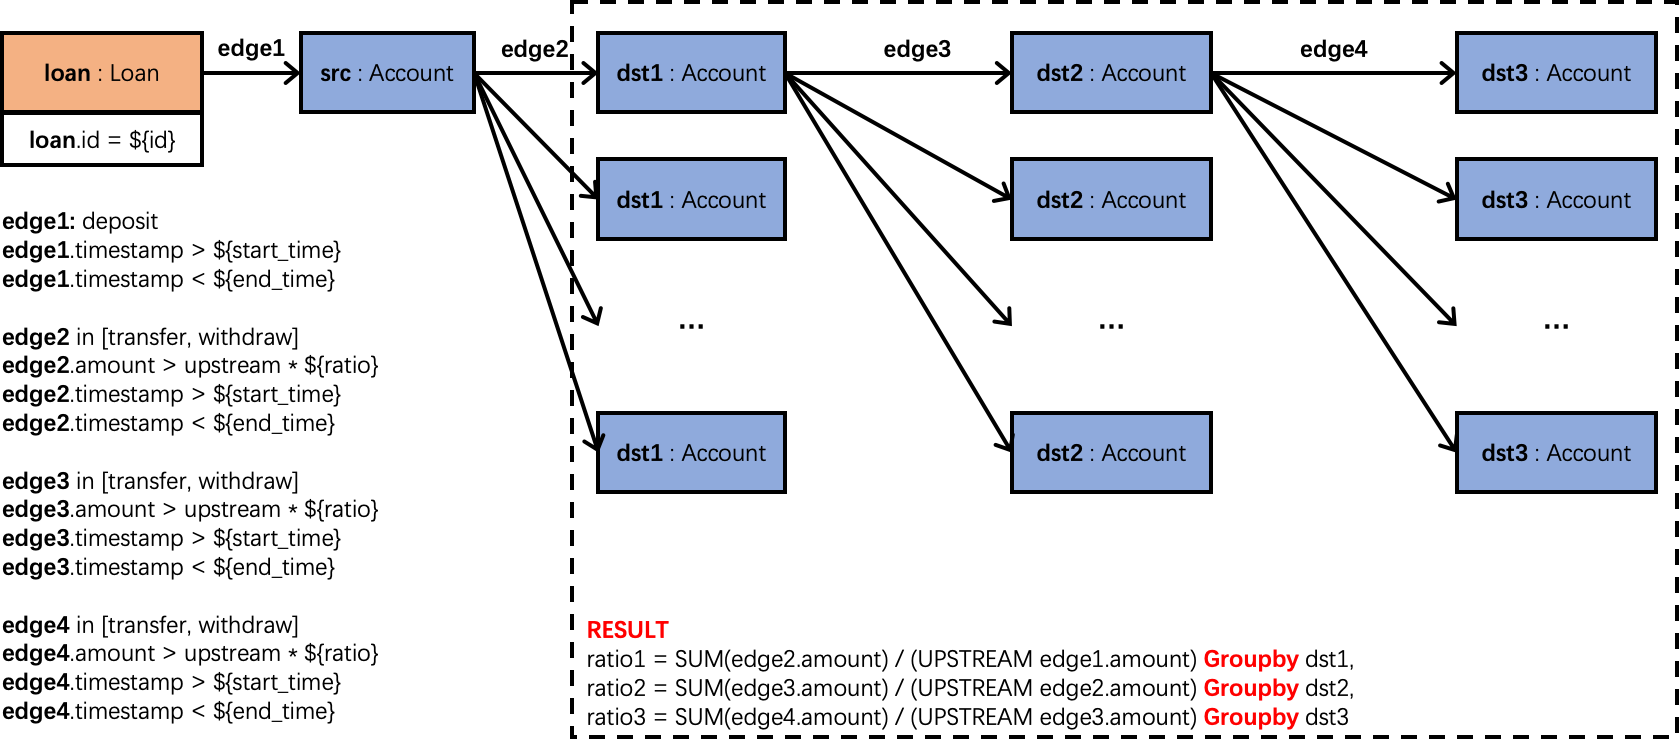 edge1
edge2
edge3
edge4
loan : Loan
src : Account
dst1 : Account
dst2 : Account
dst3 : Account
loan.id = ${id}
dst1 : Account
dst2 : Account
dst3 : Account
edge1: deposit
edge1.timestamp > ${start_time}
edge1.timestamp < ${end_time}
... ... ...
edge2 in [transfer, withdraw]
edge2.amount > upstream * ${ratio}
edge2.timestamp > ${start_time}
edge2.timestamp < ${end_time}
dst1 : Account
dst2 : Account
dst3 : Account
edge3 in [transfer, withdraw]
edge3.amount > upstream * ${ratio}
edge3.timestamp > ${start_time}
edge3.timestamp < ${end_time}
edge4 in [transfer, withdraw]
edge4.amount > upstream * ${ratio}
edge4.timestamp > ${start_time}
edge4.timestamp < ${end_time}
RESULT
ratio1 = SUM(edge2.amount) / (UPSTREAM edge1.amount) Groupby dst1,
ratio2 = SUM(edge3.amount) / (UPSTREAM edge2.amount) Groupby dst2,
ratio3 = SUM(edge4.amount) / (UPSTREAM edge3.amount) Groupby dst3